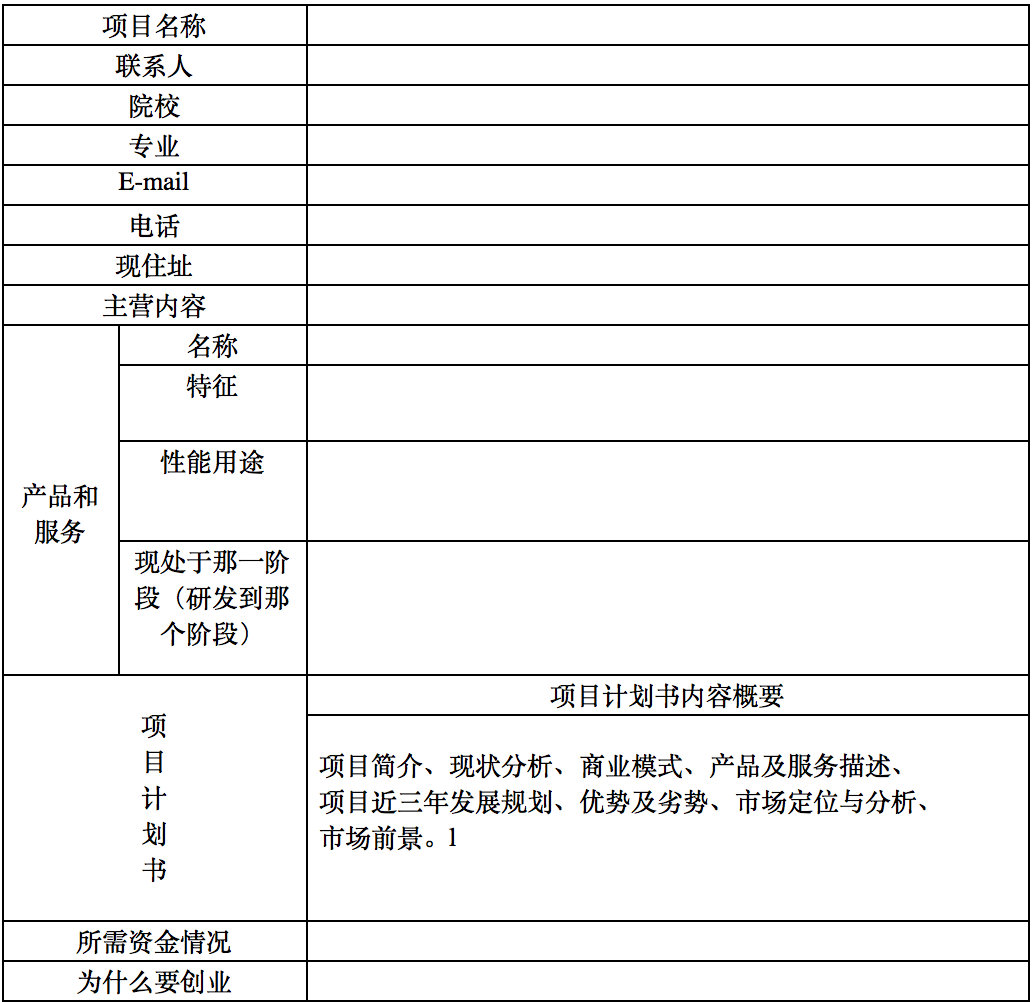 项目名称
联系人
院校
专业
E-mail
电话
现住址
主营内容
产品和
服务
名称
特征
性能用途
现处于那一阶
段（研发到那
个阶段）
项
目
计
划
书
项目计划书内容概要
项目简介、现状分析、商业模式、产品及服务描述、
项目近三年发展规划、优势及劣势、市场定位与分析、
市场前景。l
所需资金情况
为什么要创业